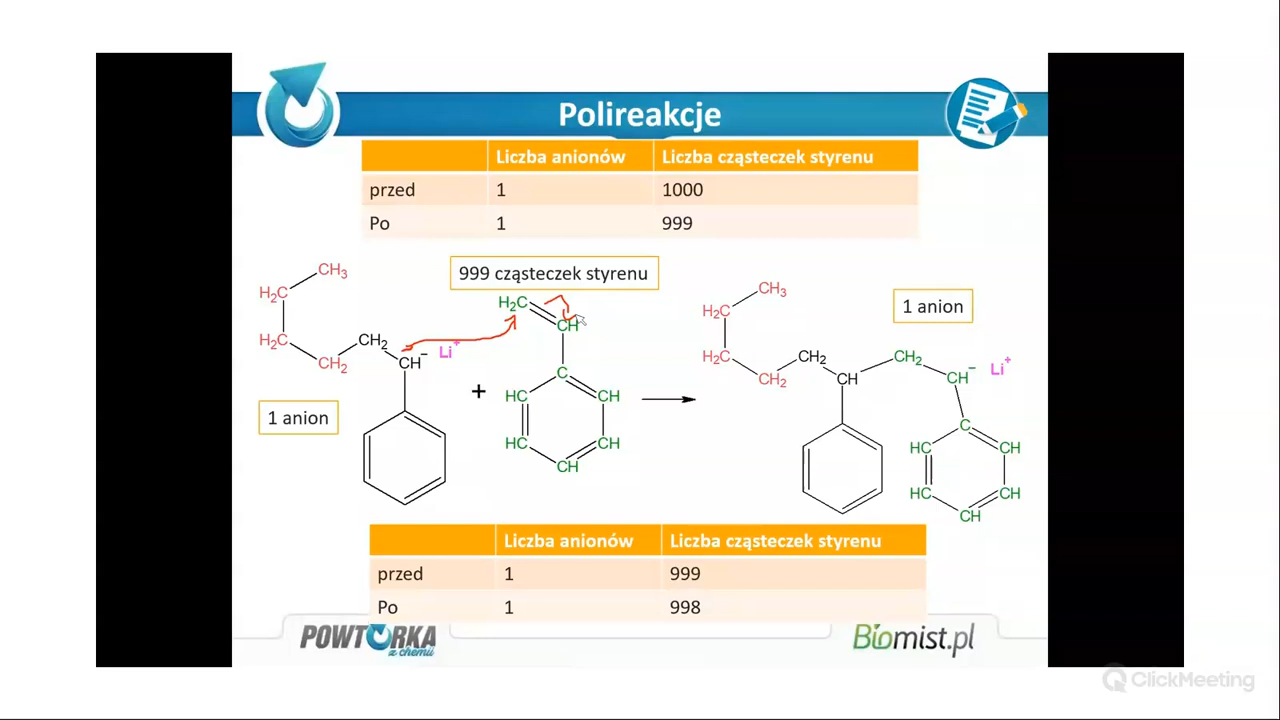 Polireakcje
Liczba anionów Liczba cząsteczek styrenu
przed 1 1000
Po 1 999
999 cząsteczek styrenu
CH3
H2C
H2C
CH2
CH2
CH−
Li+
1 anion
+
H2C
CH
C
HC
CH
HC
CH
CH
CH3
H2C
H2C
CH2
CH2
CH
CH2
CH−
Li+
1 anion
C
HC
CH
HC
CH
CH
Liczba anionów Liczba cząsteczek styrenu
przed 1 999
Po 1 998
POWTÓRKA
z chemii
Biomist.pl
ClickMeeting